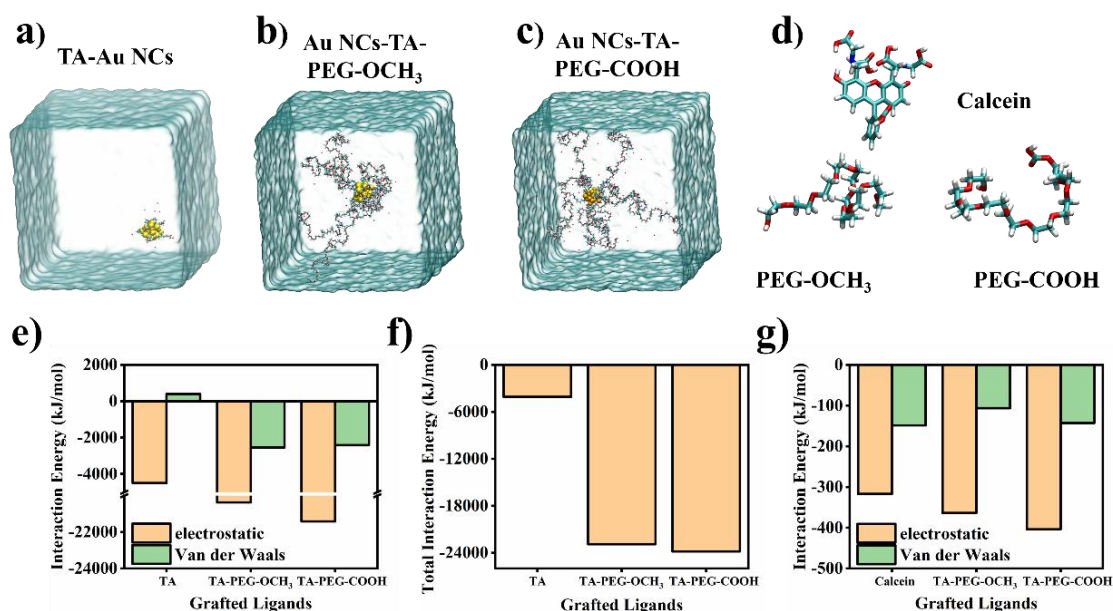 a)
TA-Au NCs
b)
Au NCs-TA-
PEG-OCH₃
c)
Au NCs-TA-
PEG-COOH
d)
Calcein
PEG-OCH₃
PEG-COOH
e)
Interaction Energy (kJ/mol)
2000
0
-2000
-4000
-22000
-24000
electrostatic
Van der Waals
TA
TA-PEG-OCH₃
TA-PEG-COOH
Grafted Ligands
f)
Total Interaction Energy (kJ/mol)
0
-6000
-12000
-18000
-24000
TA
TA-PEG-OCH₃
TA-PEG-COOH
Grafted Ligands
g)
Interaction Energy (kJ/mol)
0
-100
-200
-300
-400
-500
electrostatic
Van der Waals
Calcein
TA-PEG-OCH₃
TA-PEG-COOH
Grafted Ligands